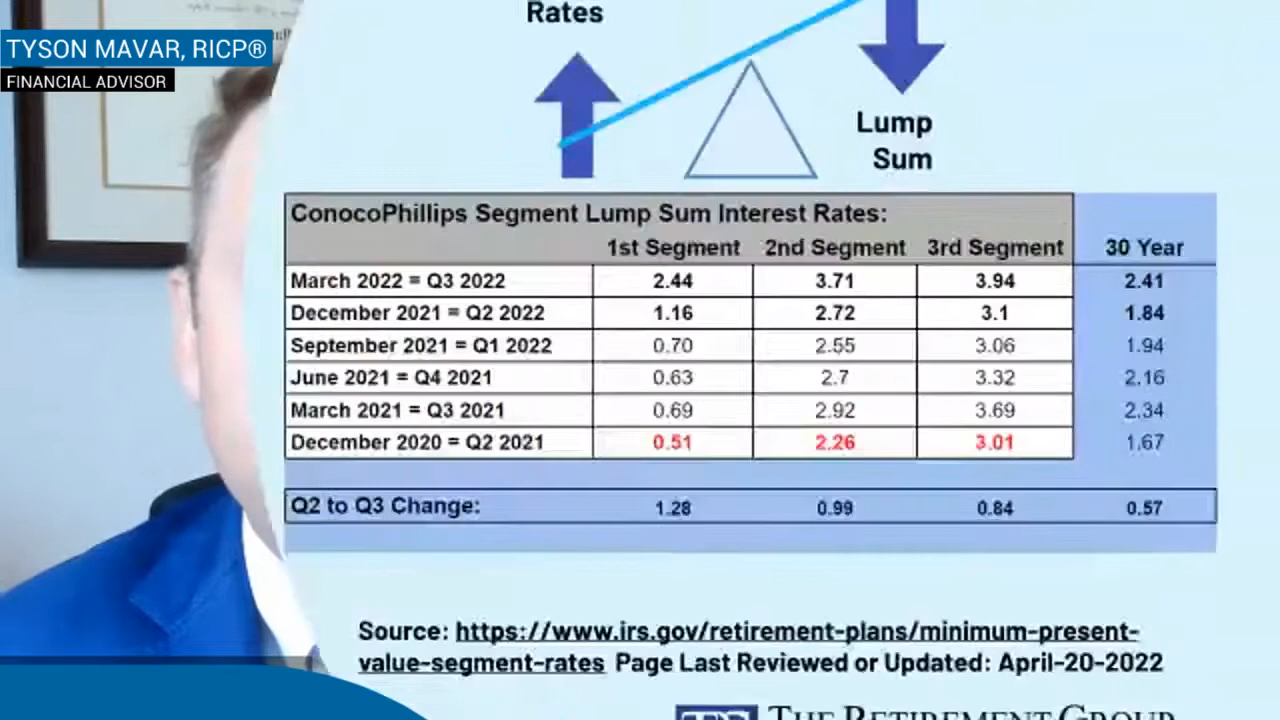 Rates
TYSON MAVAR, RICP®
FINANCIAL ADVISOR
Lump
Sum
ConocoPhillips Segment Lump Sum Interest Rates:
1st Segment 2nd Segment 3rd Segment 30 Year
March 2022 = Q3 2022 2.44 3.71 3.94 2.41
December 2021 = Q2 2022 1.16 2.72 3.1 1.84
September 2021 = Q1 2022 0.70 2.55 3.06 1.94
June 2021 = Q4 2021 0.63 2.7 3.32 2.16
March 2021 = Q3 2021 0.69 2.92 3.69 2.34
December 2020 = Q2 2021 0.51 2.26 3.01 1.67
Q2 to Q3 Change: 1.28 0.99 0.84 0.57
Source: https://www.irs.gov/retirement-plans/minimum-present-
value-segment-rates Page Last Reviewed or Updated: April-20-2022
THE RETIREMENT GROUP